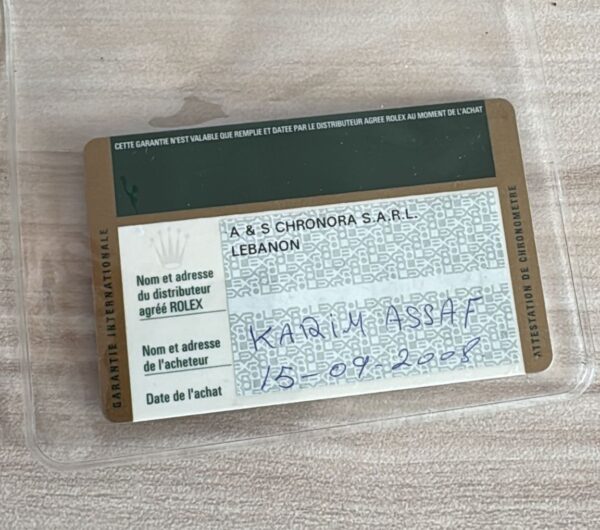 CETTE GARANTIE N'EST VALABLE QUE REMPLIE ET DATEE PAR LE DISTRIBUTEUR AGREE ROLEX AU MOMENT DE L'ACHAT
GARANTIE INTERNATIONALE
A & S CHRONORA S.A.R.L.
LEBANON
Nom et adresse
du distributeur
agréé ROLEX
Nom et adresse
de l'acheteur
KARIM ASSAF
Date de l'achat
15-09-2008
ATTESTATION DE CHRONOMETRE